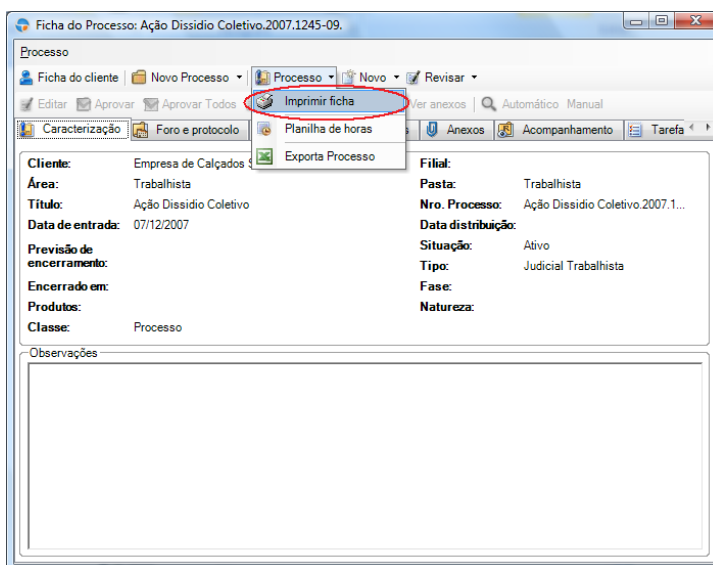 Ficha do Processo: Ação Dissidio Coletivo.2007.1245-09.
Processo
Ficha do cliente Novo Processo Processo Novo Revisar
Editar Aprovar Aprovar Todos Ver anexos Automático Manual
Imprimir ficha
Planilha de horas
Exporta Processo
Caracterização Foro e protocolo Anexos Acompanhamento Tarefa
Cliente: Empresa de Calçados Filial:
Área: Trabalhista Pasta: Trabalhista
Título: Ação Dissidio Coletivo Nro. Processo: Ação Dissidio Coletivo.2007.1...
Data de entrada: 07/12/2007 Data distribuição:
Previsão de encerramento: Situação: Ativo
Tipo: Judicial Trabalhista
Encerrado em: Fase:
Produtos: Natureza:
Classe: Processo
Observações